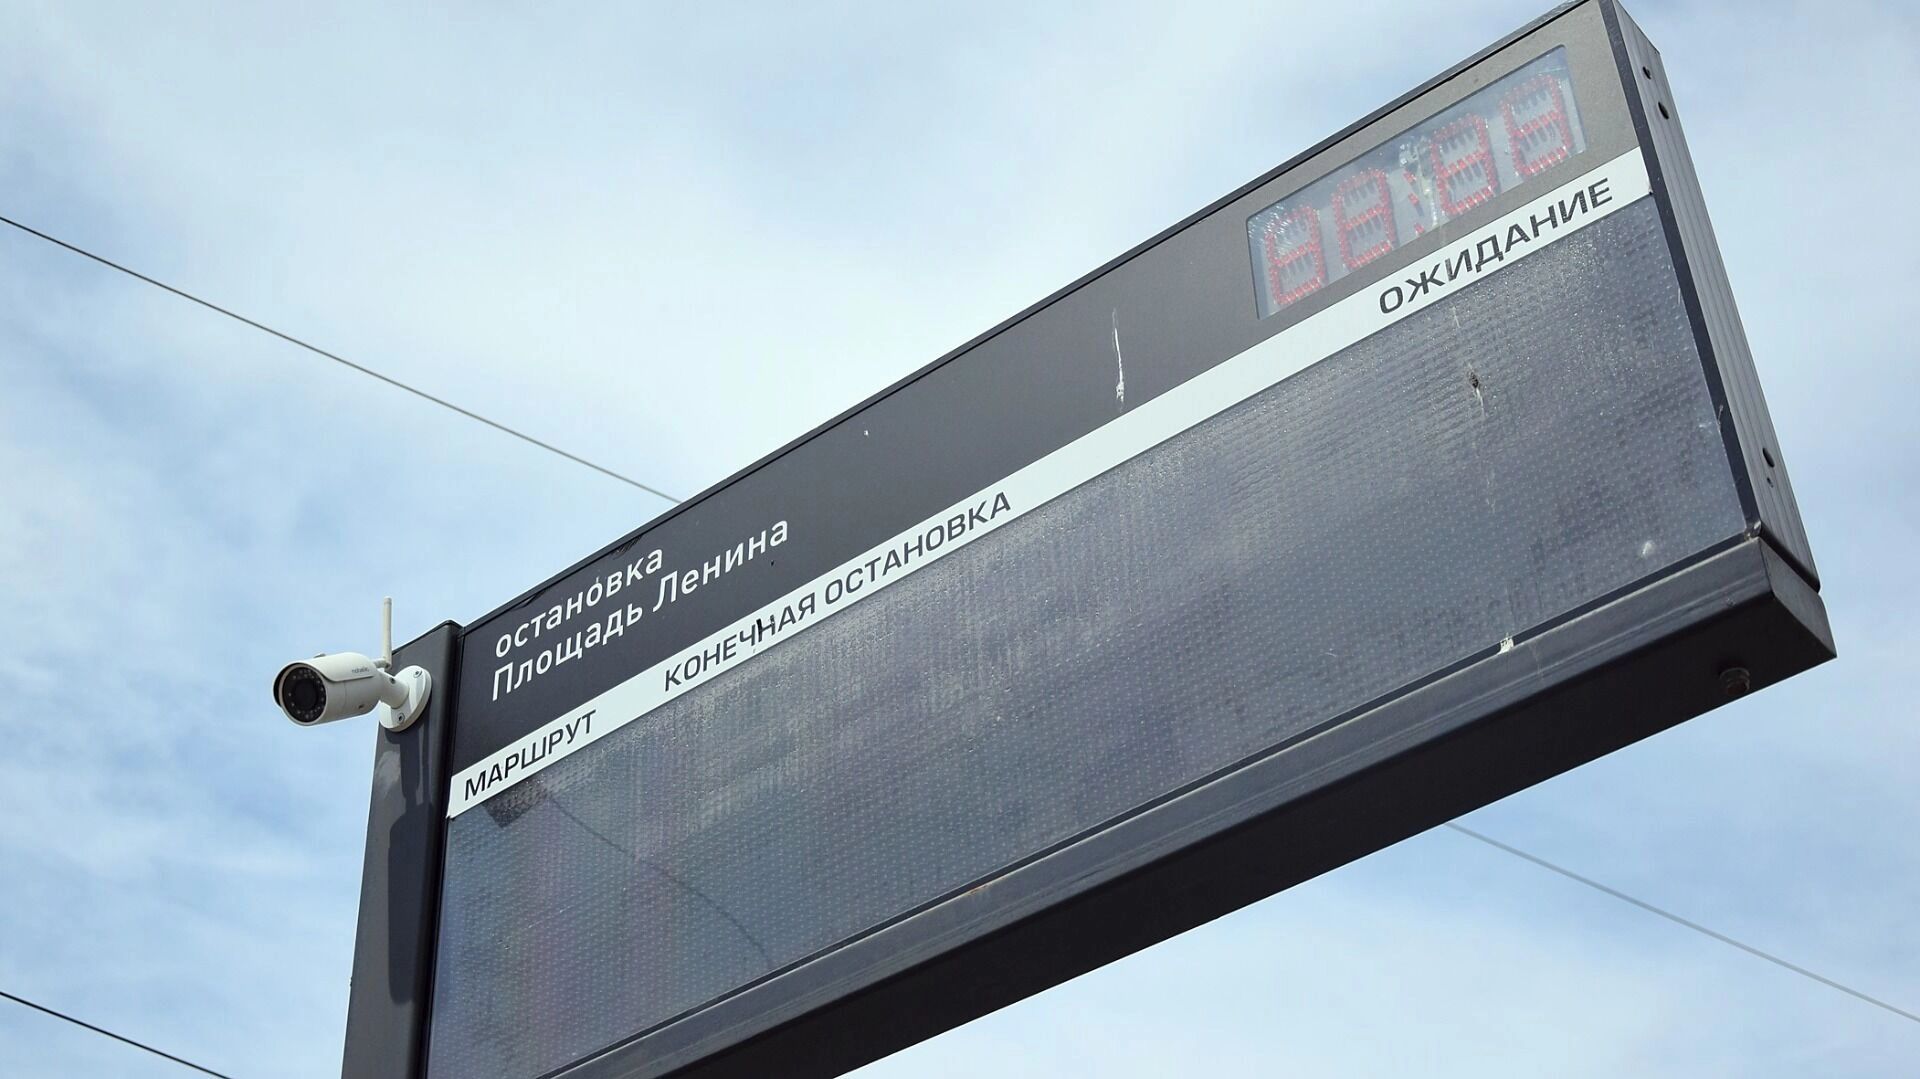 остановка
Площадь Ленина
МАРШРУТ КОНЕЧНАЯ ОСТАНОВКА ОЖИДАНИЕ